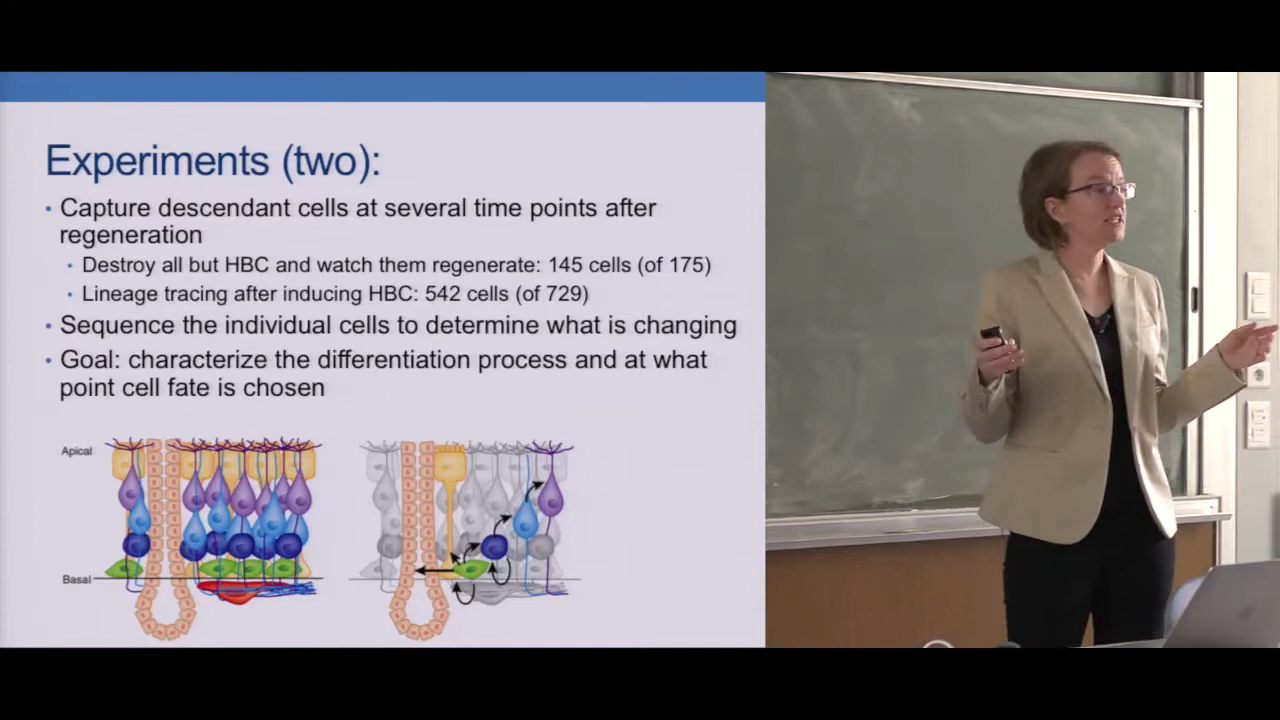 Experiments (two):
• Capture descendant cells at several time points after
regeneration
• Destroy all but HBC and watch them regenerate: 145 cells (of 175)
• Lineage tracing after inducing HBC: 542 cells (of 729)
• Sequence the individual cells to determine what is changing
• Goal: characterize the differentiation process and at what
point cell fate is chosen
Apical
Basal